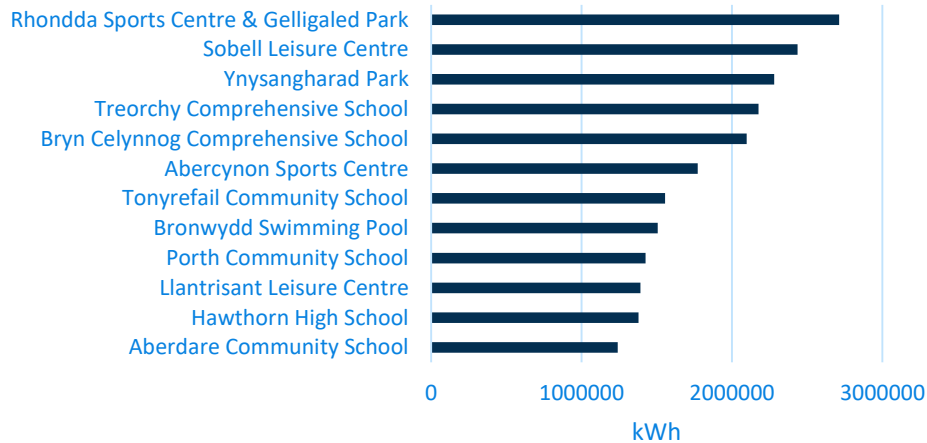 Rhondda Sports Centre & Gelligaled Park
Sobell Leisure Centre
Ynysangharad Park
Treorchy Comprehensive School
Bryn Celynnog Comprehensive School
Abercynon Sports Centre
Tonyrefail Community School
Bronwydd Swimming Pool
Porth Community School
Llantrisant Leisure Centre
Hawthorn High School
Aberdare Community School
0 1000000 2000000 3000000
kWh